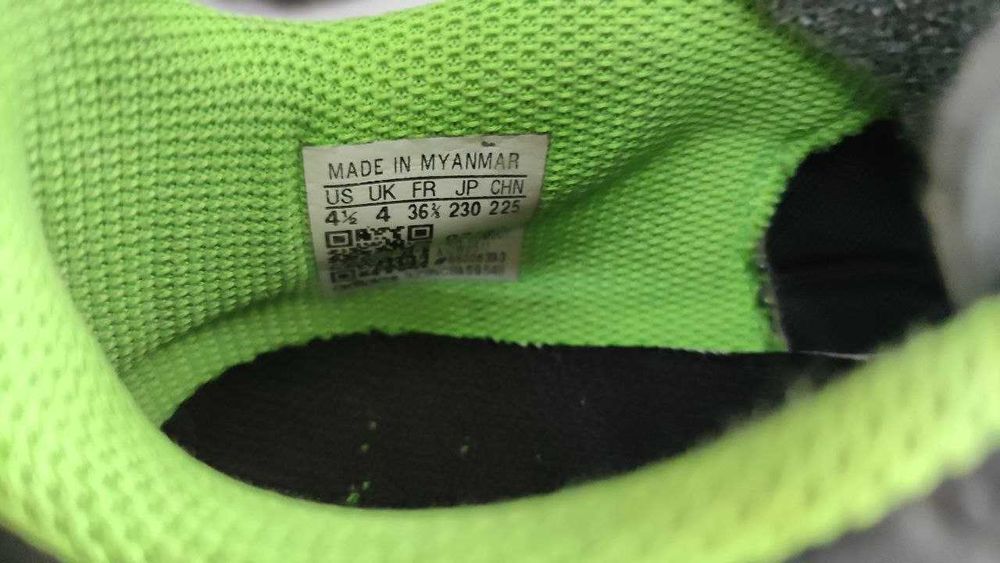 MADE IN MYANMAR
US UK FR JP CHN
4½ 4 36⅔ 230 225